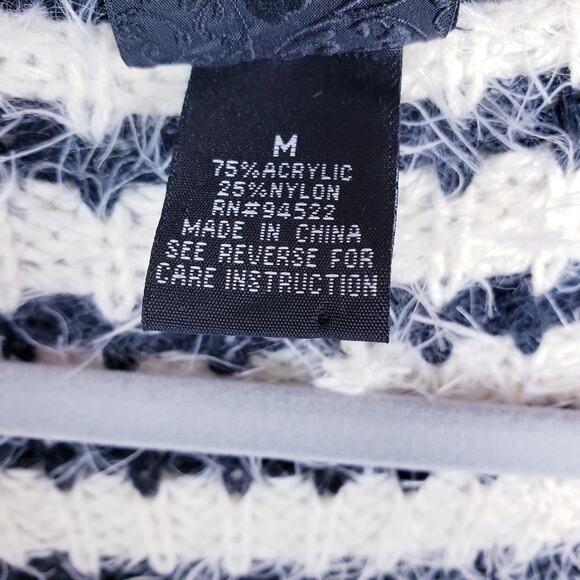 M
75%ACRYLIC
25%NYLON
RN#94522
MADE IN CHINA
SEE REVERSE FOR
CARE INSTRUCTION